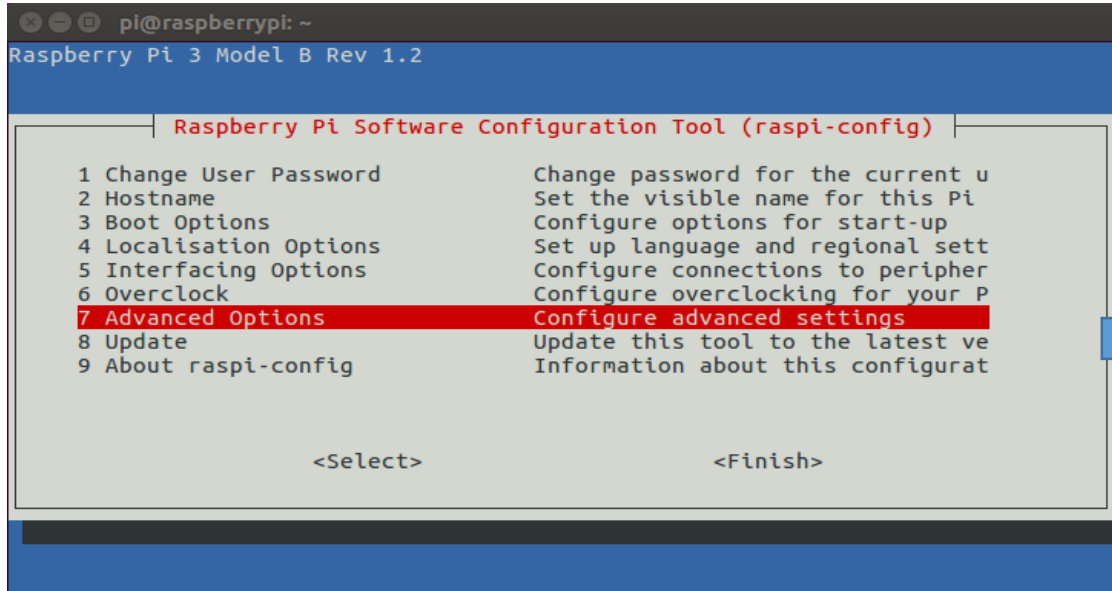 pi@raspberrypi: ~
Raspberry Pi 3 Model B Rev 1.2
Raspberry Pi Software Configuration Tool (raspi-config)
1 Change User Password Change password for the current u
2 Hostname Set the visible name for this Pi
3 Boot Options Configure options for start-up
4 Localisation Options Set up language and regional sett
5 Interfacing Options Configure connections to peripher
6 Overclock Configure overclocking for your P
7 Advanced Options Configure advanced settings
8 Update Update this tool to the latest ve
9 About raspi-config Information about this configurat
<Select> <Finish>